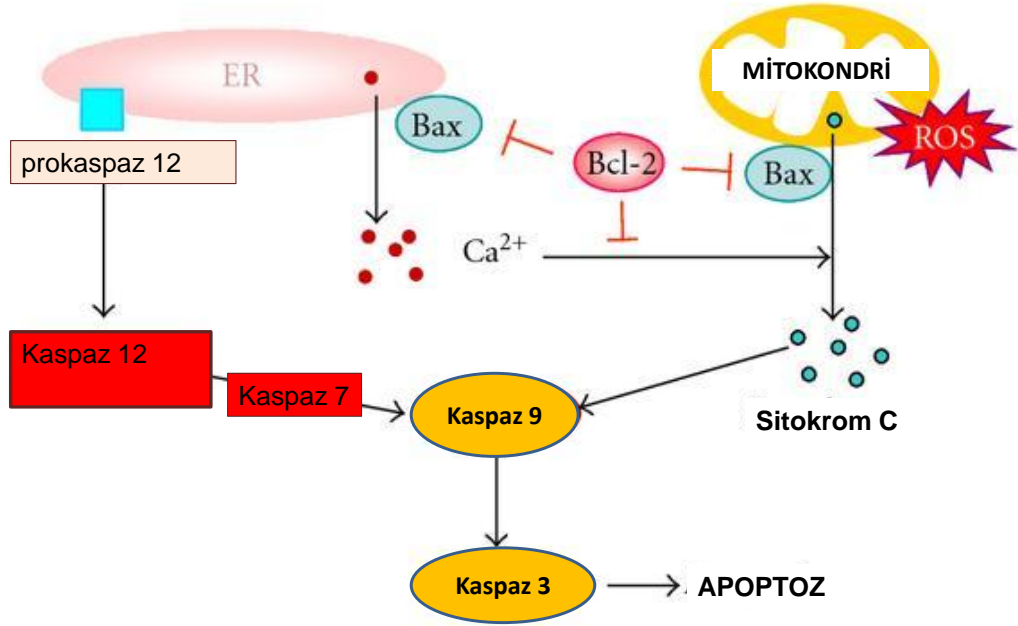 ER
MİTOKONDRİ
Bax
ROS
prokaspaz 12
Bcl-2
Bax
Ca²⁺
Kaspaz 12
Kaspaz 7
Kaspaz 9
Sitokrom C
Kaspaz 3
APOPTOZ